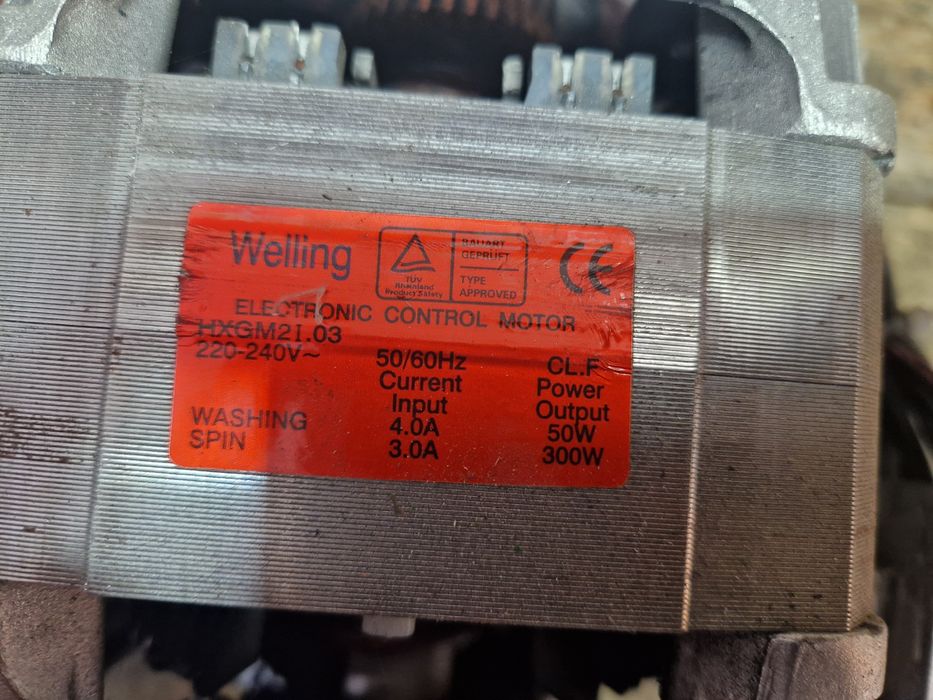 Welling
TÜV
Rheinland
Product Safety
BAUART
GEPRÜFT
TYPE
APPROVED
CE
ELECTRONIC CONTROL MOTOR
HXGM2I.03
220-240V~ 50/60Hz CL.F
Current Power
Input Output
WASHING 4.0A 50W
SPIN 3.0A 300W